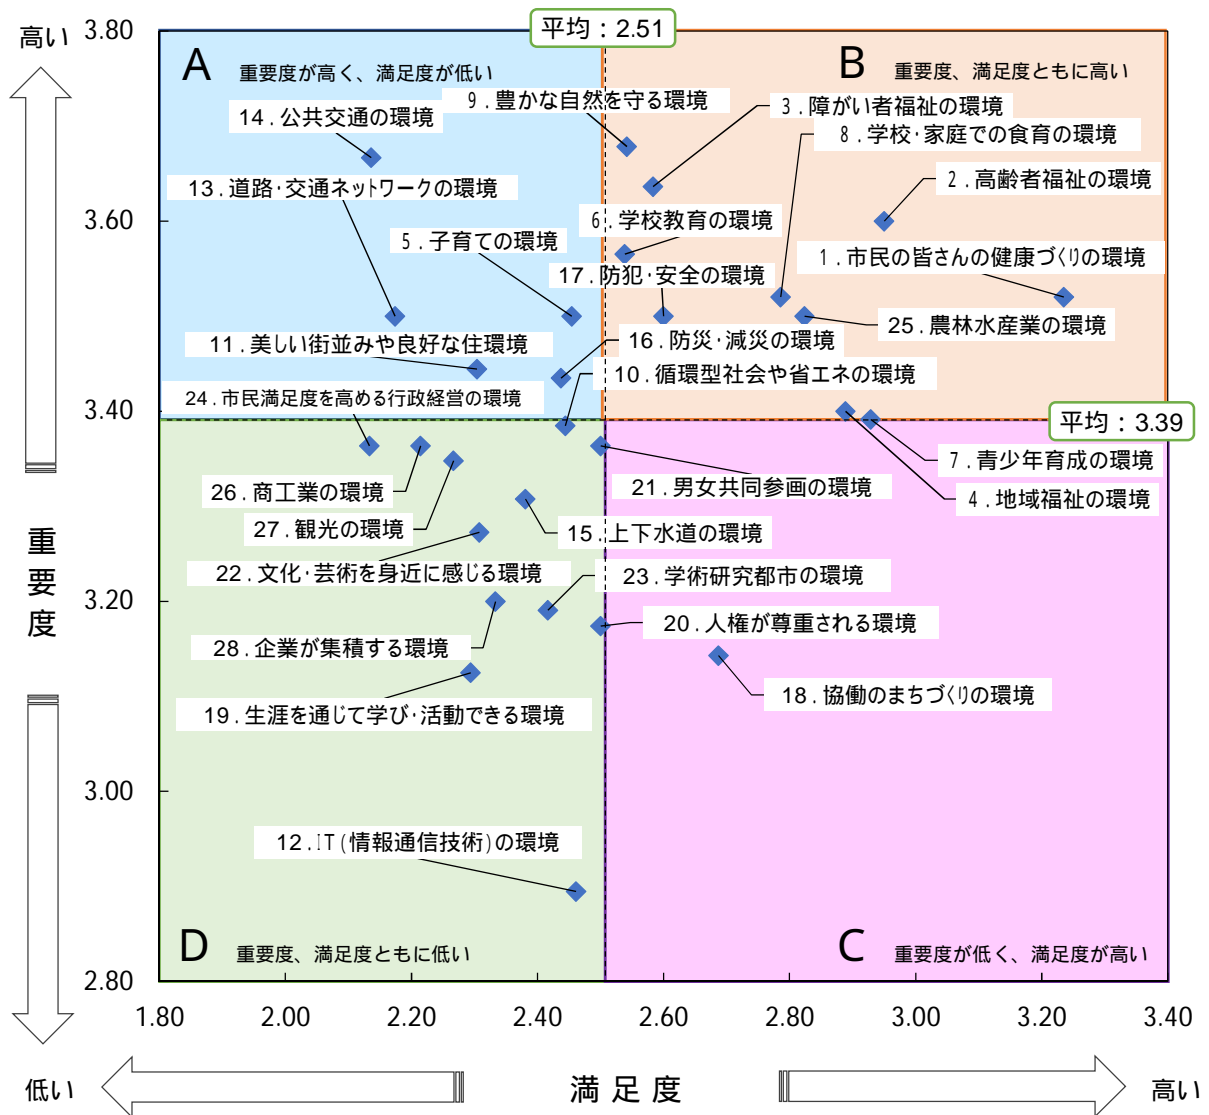 3.80
平均：2.51
高い
A 重要度が高く、満足度が低い
B 重要度、満足度ともに高い
9．豊かな自然を守る環境
3．障がい者福祉の環境
14．公共交通の環境
8．学校・家庭での食育の環境
13．道路・交通ネットワークの環境
2．高齢者福祉の環境
3.60
6．学校教育の環境
5．子育ての環境
1．市民の皆さんの健康づくりの環境
17．防犯・安全の環境
25．農林水産業の環境
11．美しい街並みや良好な住環境
16．防災・減災の環境
10．循環型社会や省エネの環境
24．市民満足度を高める行政経営の環境
3.40
平均：3.39
7．青少年育成の環境
26．商工業の環境
21．男女共同参画の環境
4．地域福祉の環境
27．観光の環境
15．上下水道の環境
重要度
22．文化・芸術を身近に感じる環境
23．学術研究都市の環境
3.20
20．人権が尊重される環境
28．企業が集積する環境
18．協働のまちづくりの環境
19．生涯を通じて学び・活動できる環境
3.00
12．IT（情報通信技術）の環境
D 重要度、満足度ともに低い
C 重要度が低く、満足度が高い
2.80
1.80 2.00 2.20 2.40 2.60 2.80 3.00 3.20 3.40
低い 満足度 高い